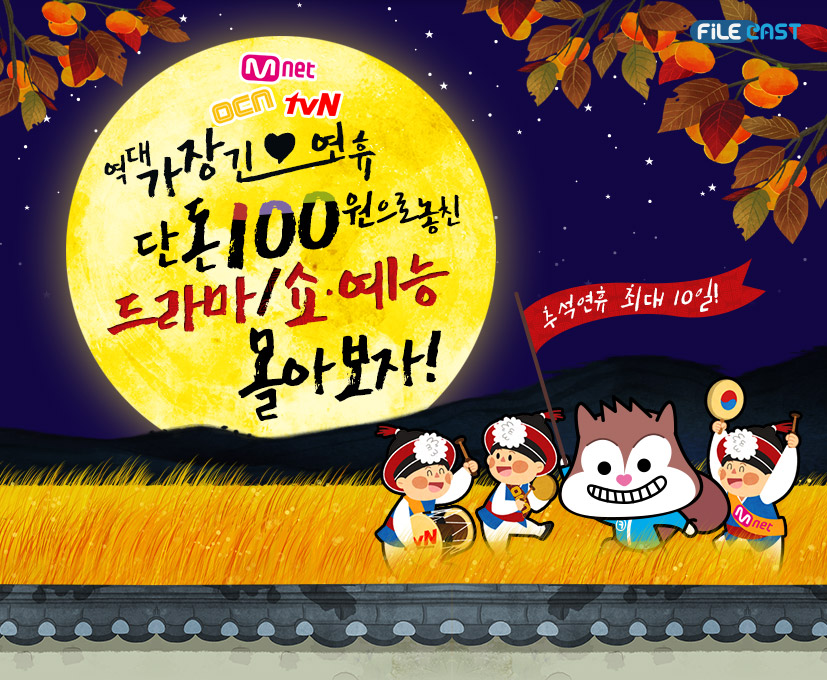 FiLE CAST
Mnet
OCN tvN
역대 가장 긴 연휴
단돈 100원으로 놓친
드라마/쇼·예능
몰아보자!
추석연휴 최대 10일!
tvN
Mnet